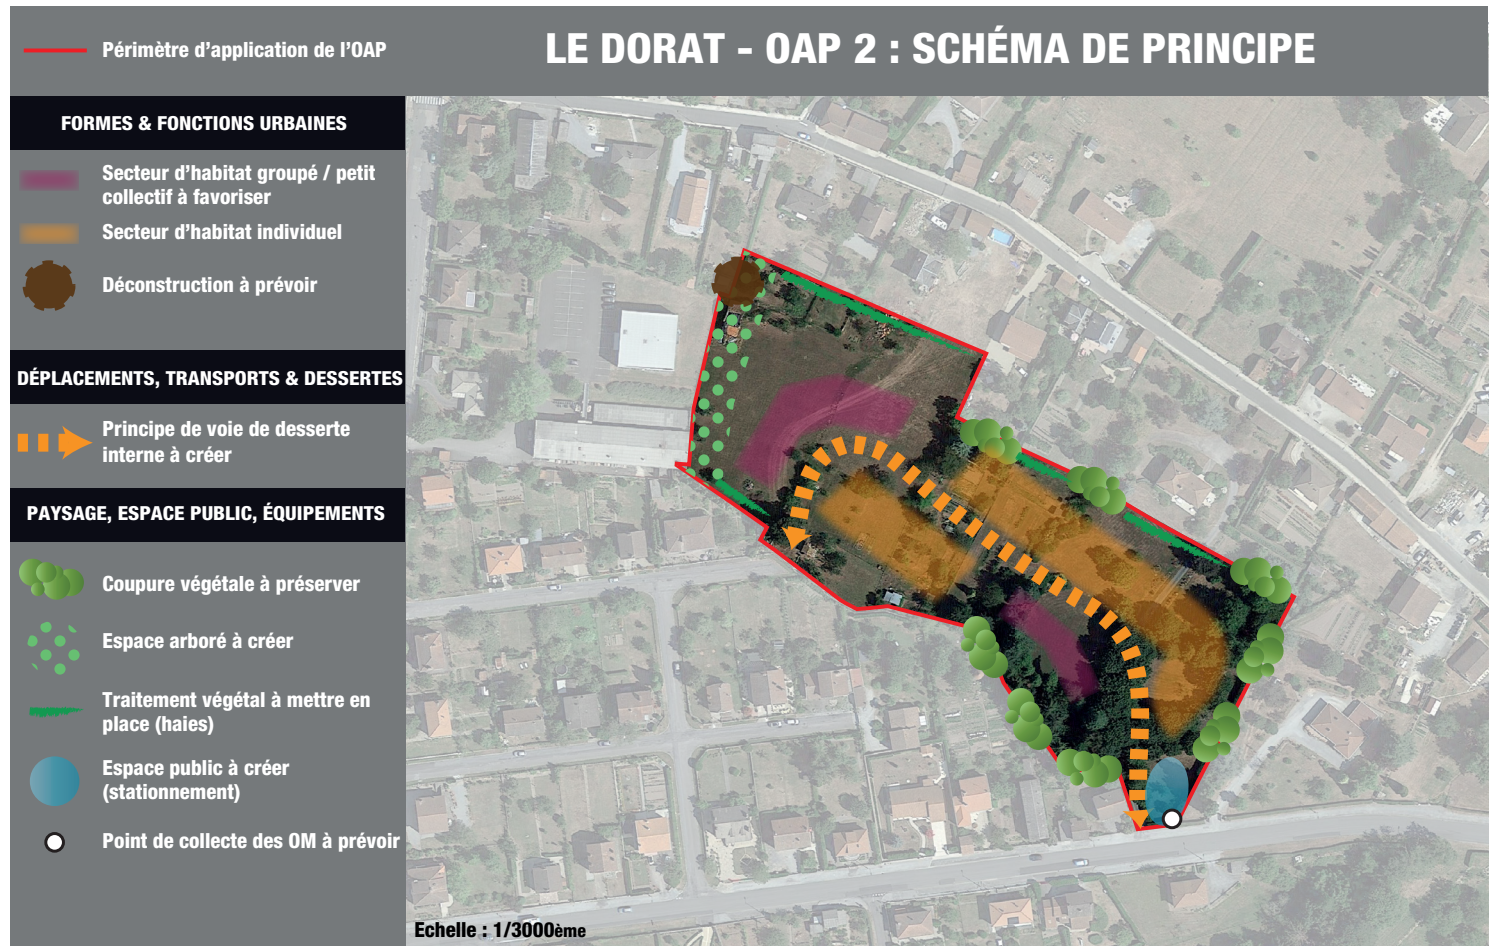 Périmètre d'application de l'OAP
LE DORAT - OAP 2 : SCHÉMA DE PRINCIPE
FORMES & FONCTIONS URBAINES
Secteur d'habitat groupé / petit
collectif à favoriser
Secteur d'habitat individuel
Déconstruction à prévoir
DÉPLACEMENTS, TRANSPORTS & DESSERTES
Principe de voie de desserte
interne à créer
PAYSAGE, ESPACE PUBLIC, ÉQUIPEMENTS
Coupure végétale à préserver
Espace arboré à créer
Traitement végétal à mettre en
place (haies)
Espace public à créer
(stationnement)
Point de collecte des OM à prévoir
Echelle : 1/3000ème